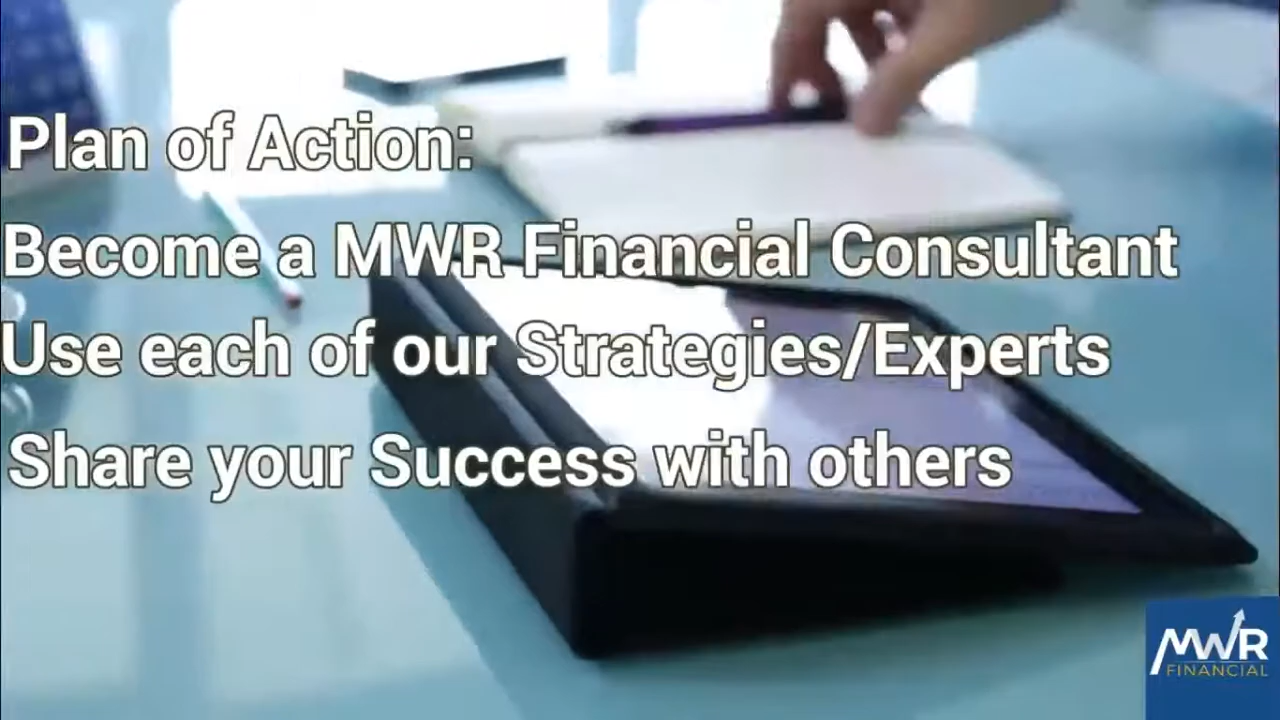 Plan of Action:
Become a MWR Financial Consultant
Use each of our Strategies/Experts
Share your Success with others
MWR
FINANCIAL